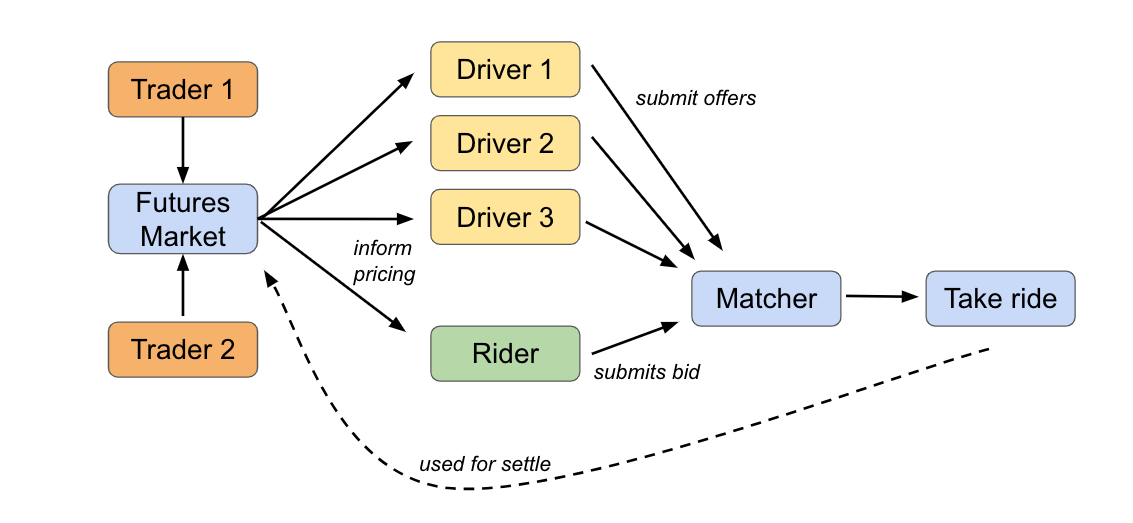 Trader 1
Futures
Market
Trader 2
Driver 1
Driver 2
Driver 3
inform
pricing
Rider
submit offers
submits bid
Matcher
Take ride
used for settle